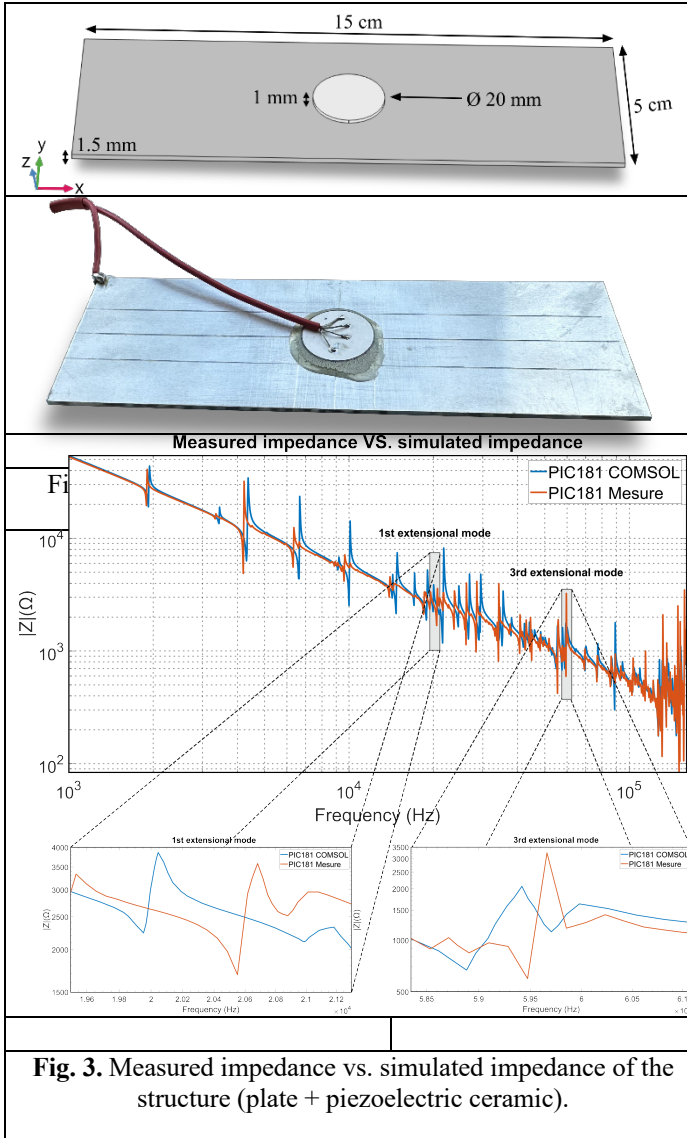 15 cm
1 mm
Ø 20 mm
5 cm
1.5 mm
y
z
x
Measured impedance VS. simulated impedance
Fi
PIC181 COMSOL
PIC181 Mesure
1st extensional mode
3rd extensional mode
|Z|(Ω)
10^4
10^3
10^2
10^3
10^4
10^5
Frequency (Hz)
1st extensional mode
PIC181 COMSOL
PIC181 Mesure
|Z|(Ω)
4000
3500
3000
2500
2000
1500
1.96
1.98
2
2.02
2.04
2.06
2.08
2.1
2.12
Frequency (Hz)
×10^4
3rd extensional mode
PIC181 COMSOL
PIC181 Mesure
|Z|(Ω)
3500
3000
2500
2000
1500
1000
500
5.85
5.9
5.95
6
6.05
6.1
Frequency (Hz)
Fig. 3. Measured impedance vs. simulated impedance of the
structure (plate + piezoelectric ceramic).